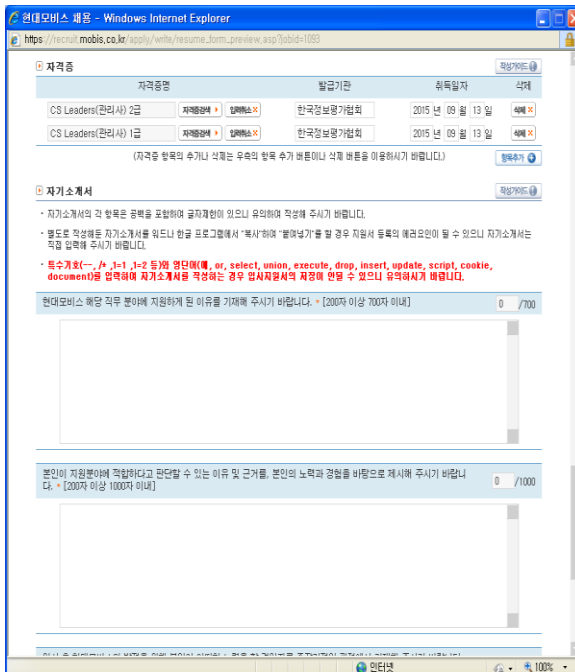 현대모비스 채용 - Windows Internet Explorer
https://recruit.mobis.co.kr/apply/write/resume_form_preview.asp?jobid=1093
자격증 작성가이드
자격증명 발급기관 취득일자 삭제
CS Leaders(관리사) 2급 자격증검색 입력취소 한국정보평가협회 2015 년 09 월 13 일 삭제
CS Leaders(관리사) 1급 자격증검색 입력취소 한국정보평가협회 2015 년 09 월 13 일 삭제
(자격증 항목의 추가나 삭제는 우측의 항목 추가 버튼이나 삭제 버튼을 이용하시기 바랍니다.) 항목추가
자기소개서 작성가이드
· 자기소개서의 각 항목은 공백을 포함하여 글자제한이 있으니 유의하여 작성해 주시기 바랍니다.
· 별도로 작성해둔 자기소개서를 워드나 한글 프로그램에서 "복사"하여 "붙여넣기"를 할 경우 지원서 등록의 에러요인이 될 수 있으니 자기소개서는
직접 입력해 주시기 바랍니다.
· 특수기호(--, /*, 1=1 ,1=2 등)와 영단어(예, or, select, union, execute, drop, insert, update, script, cookie,
document)를 입력하여 자기소개서를 작성하는 경우 입사지원서의 저장이 안될 수 있으니 유의하시기 바랍니다.
현대모비스 해당 직무 분야에 지원하게 된 이유를 기재해 주시기 바랍니다. * [200자 이상 700자 이내] 0 /700
본인이 지원분야에 적합하다고 판단할 수 있는 이유 및 근거를, 본인의 노력과 경험을 바탕으로 제시해 주시기 바랍니
다. * [200자 이상 1000자 이내] 0 /1000
인터넷 100%